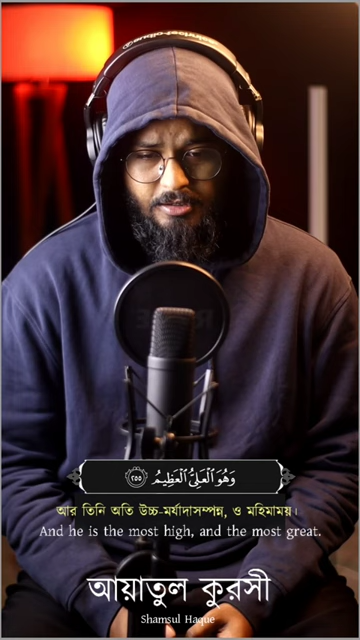 وَهُوَ الْعَلِيُّ الْعَظِيمُ ٢٥٥
আর তিনি অতি উচ্চ-মর্যাদাসম্পন্ন, ও মহিমাময়।
And he is the most high, and the most great.
আয়াতুল কুরসী
Shamsul Haque